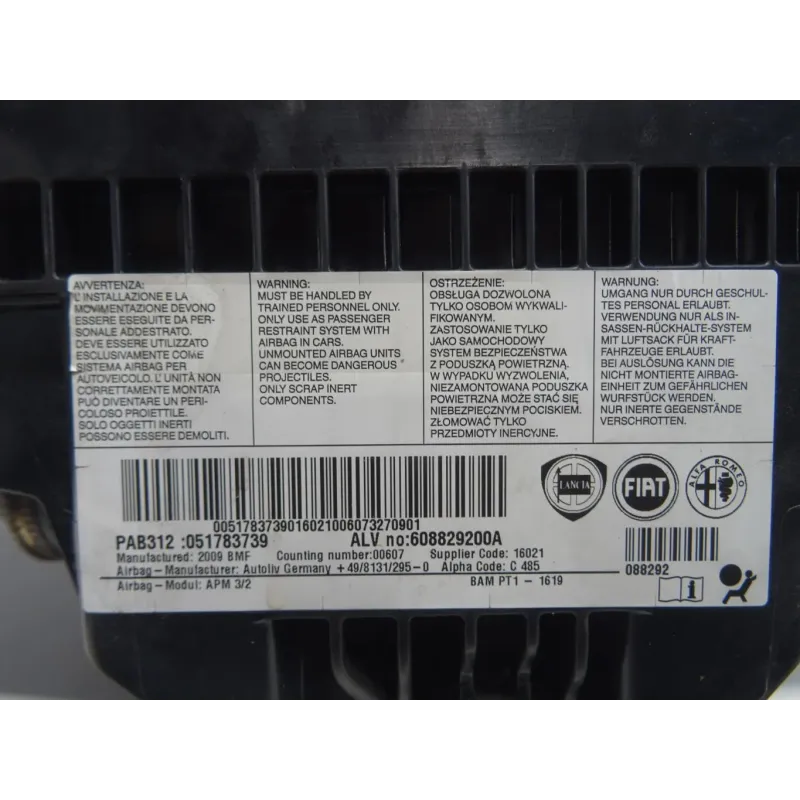 AVVERTENZA:
L'INSTALLAZIONE E LA
MOVIMENTAZIONE DEVONO
ESSERE ESEGUITE DA PER-
SONALE ADDESTRATO.
DEVE ESSERE UTILIZZATO
ESCLUSIVAMENTE COME
SISTEMA AIRBAG PER
AUTOVEICOLO. L'UNITÀ NON
CORRETTAMENTE MONTATA
PUÒ DIVENTARE UN PERI-
COLOSO PROIETTILE.
SOLO OGGETTI INERTI
POSSONO ESSERE DEMOLITI.
WARNING:
MUST BE HANDLED BY
TRAINED PERSONNEL ONLY.
ONLY USE AS PASSENGER
RESTRAINT SYSTEM WITH
AIRBAG IN CARS.
UNMOUNTED AIRBAG UNITS
CAN BECOME DANGEROUS
PROJECTILES.
ONLY SCRAP INERT
COMPONENTS.
OSTRZEŻENIE:
OBSŁUGA DOZWOLONA
TYLKO OSOBOM WYKWALI-
FIKOWANYM.
ZASTOSOWANIE TYLKO
JAKO SAMOCHODOWY
SYSTEM BEZPIECZEŃSTWA
Z PODUSZKĄ POWIETRZNĄ.
W WYPADKU WYZWOLENIA,
NIEZAMONTOWANA PODUSZKA
POWIETRZNA MOŻE STAĆ SIĘ
NIEBEZPIECZNYM POCISKIEM.
ZŁOMOWAĆ TYLKO
PRZEDMIOTY INERCYJNE.
WARNUNG:
UMGANG NUR DURCH GESCHUL-
TES PERSONAL ERLAUBT.
VERWENDUNG NUR ALS IN-
SASSEN-RÜCKHALTE-SYSTEM
MIT LUFTSACK FÜR KRAFT-
FAHRZEUGE ERLAUBT.
BEI AUSLÖSUNG KANN DIE
NICHT MONTIERTE AIRBAG-
EINHEIT ZUM GEFÄHRLICHEN
WURFSTÜCK WERDEN.
NUR INERTE GEGENSTÄNDE
VERSCHROTTEN.
LANCIA
FIAT
ALFA ROMEO
0051783739016021006073270901
PAB312 :051783739 ALV no:608829200A
Manufactured: 2009 BMF Counting number:00607 Supplier Code: 16021
Airbag-Manufacturer: Autoliv Germany +49/8131/295-0 Alpha Code: C 485
Airbag-Modul: APM 3/2 BAM PT1-1619
088292
i